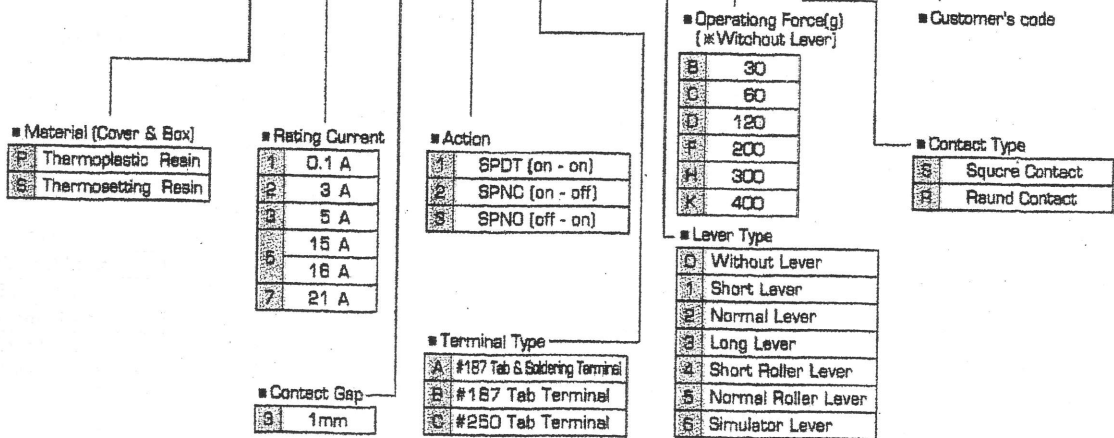 ■ Operationg Force(g)
(※Witchout Lever)
B 30
C 60
D 120
F 200
H 300
K 400
■ Customer's code
■ Material (Cover & Box)
P Thermoplastic Resin
S Thermosetting Resin
■ Rating Current
1 0.1 A
2 3 A
3 5 A
5 15 A
16 A
7 21 A
■ Action
1 SPDT (on - on)
2 SPNC (on - off)
3 SPNO (off - on)
■ Contact Type
S Squcre Contact
R Raund Contact
■ Lever Type
0 Without Lever
1 Short Lever
2 Normal Lever
3 Long Lever
4 Short Roller Lever
5 Normal Roller Lever
6 Simulator Lever
■ Terminal Type
A #187 Tab & Soldering Terminal
B #187 Tab Terminal
C #250 Tab Terminal
■ Contact Gap
G 1mm